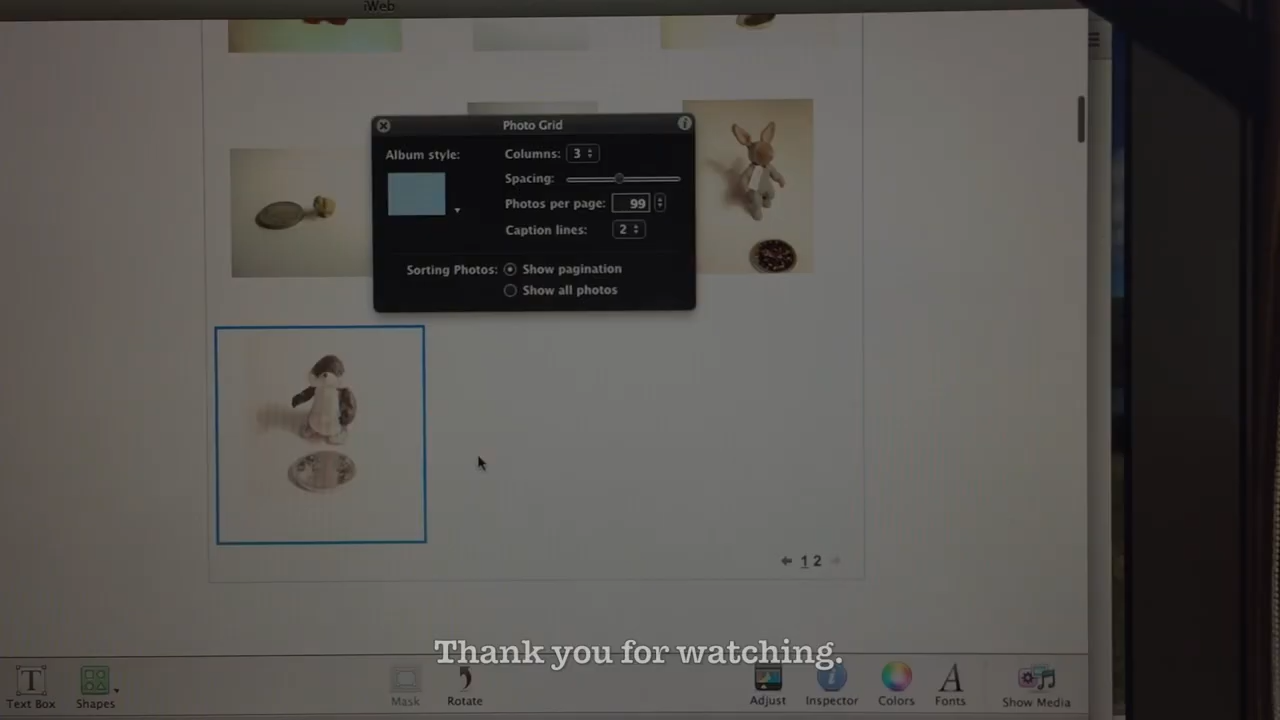 iWeb
Photo Grid
Album style:
Columns: 3
Spacing:
Photos per page: 99
Caption lines: 2
Sorting Photos: Show pagination
Show all photos
1 2
Thank you for watching.
Text Box
Shapes
Mask
Rotate
Adjust
Inspector
Colors
Fonts
Show Media